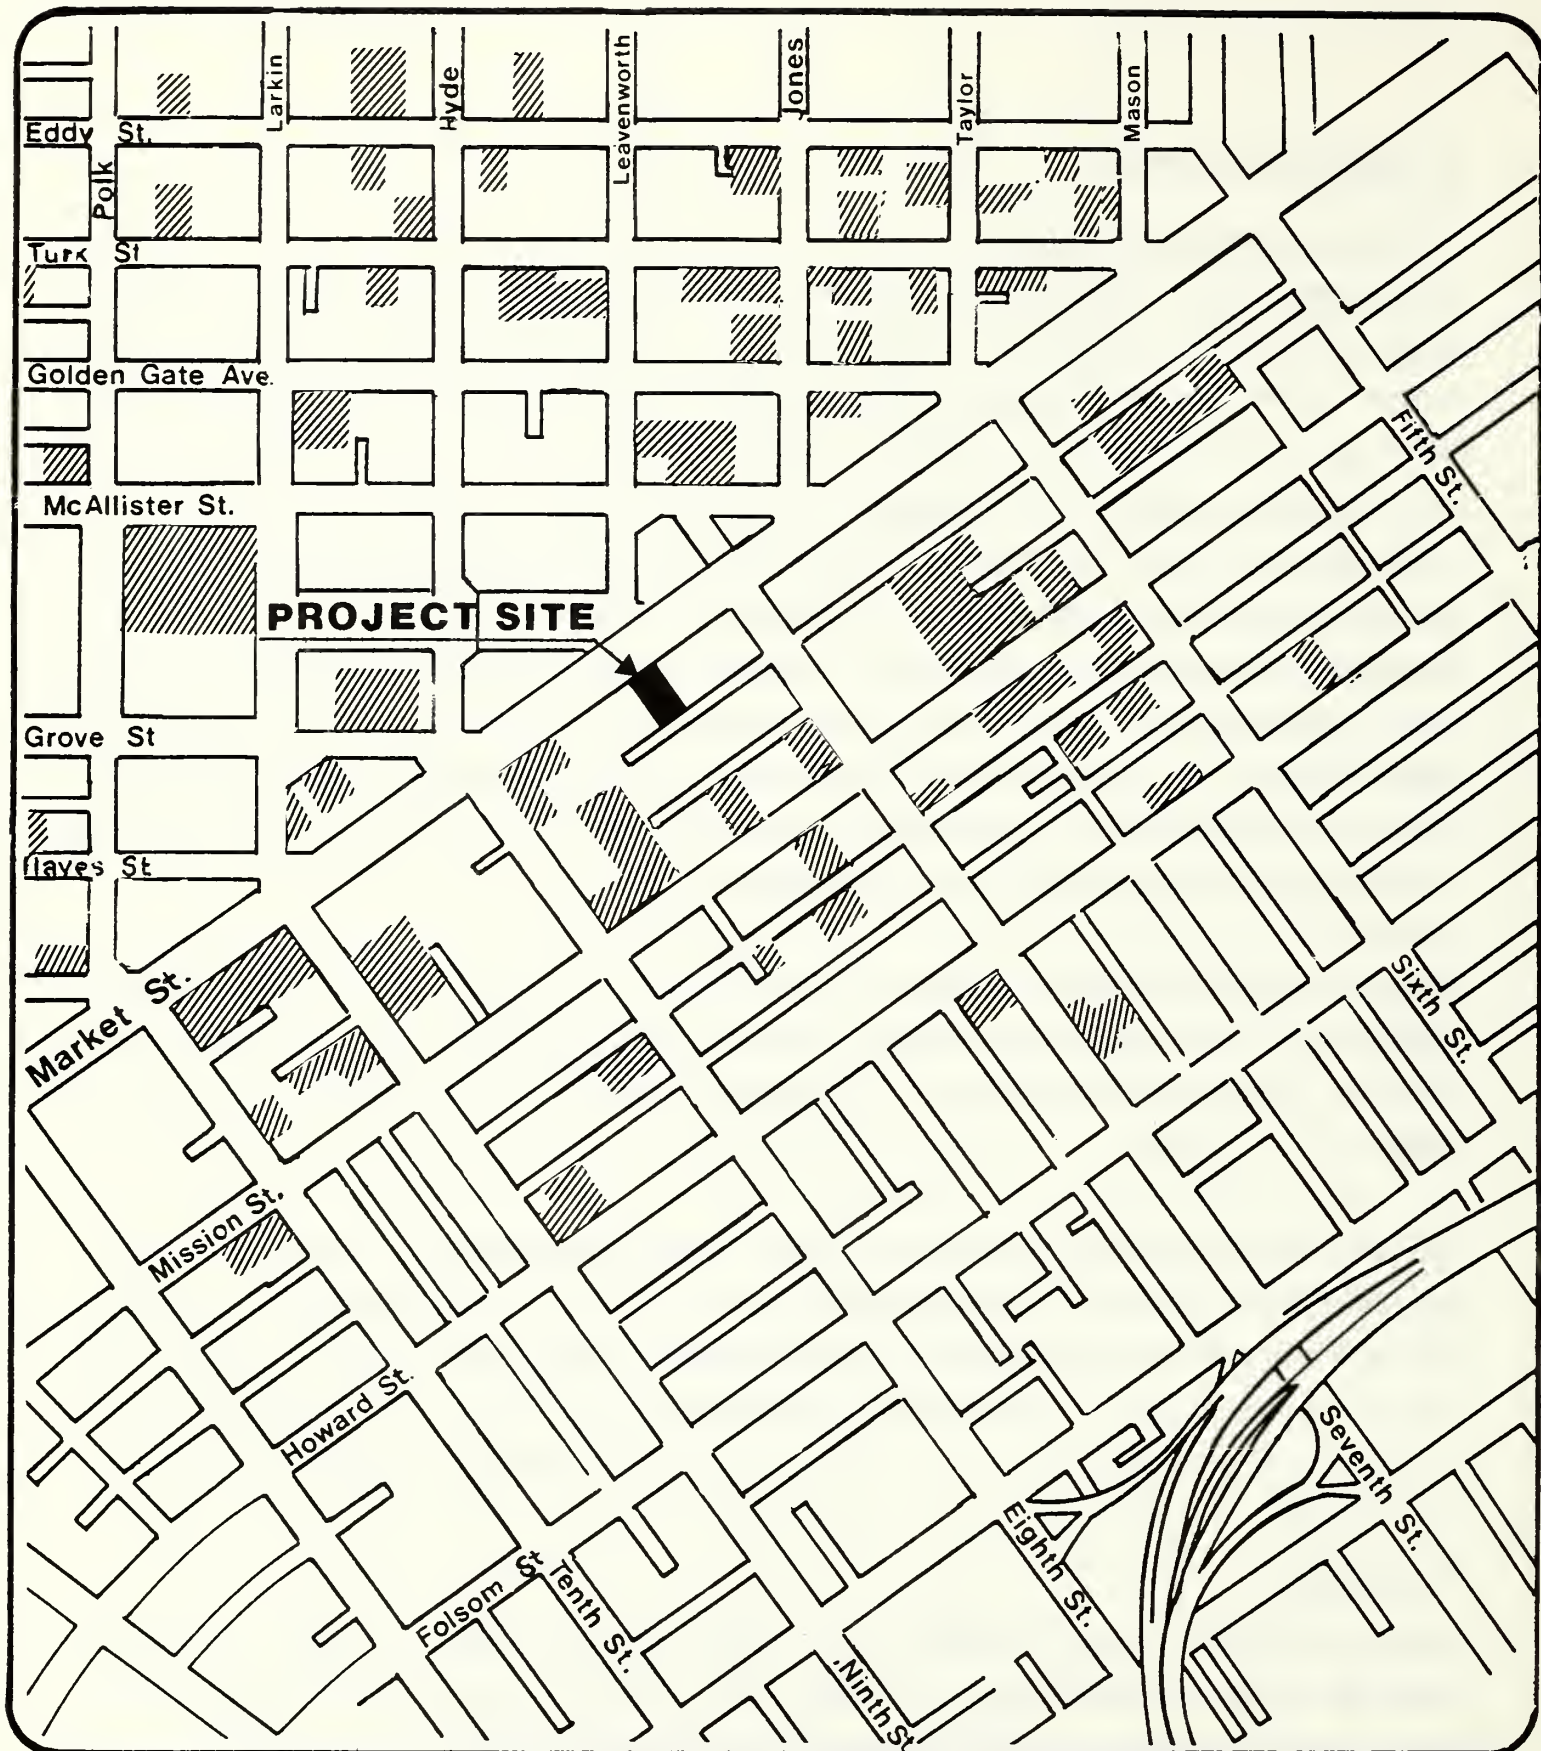 Larkin
Hyde
Leavenworth
Jones
Taylor
Mason
Eddy St.
Polk
Turk St
Golden Gate Ave.
Fifth St.
McAllister St.
PROJECT SITE
Grove St
Hayes St
Market St.
Sixth St.
Mission St.
Howard St.
Seventh St.
Eighth St.
Folsom St
Tenth St.
Ninth St